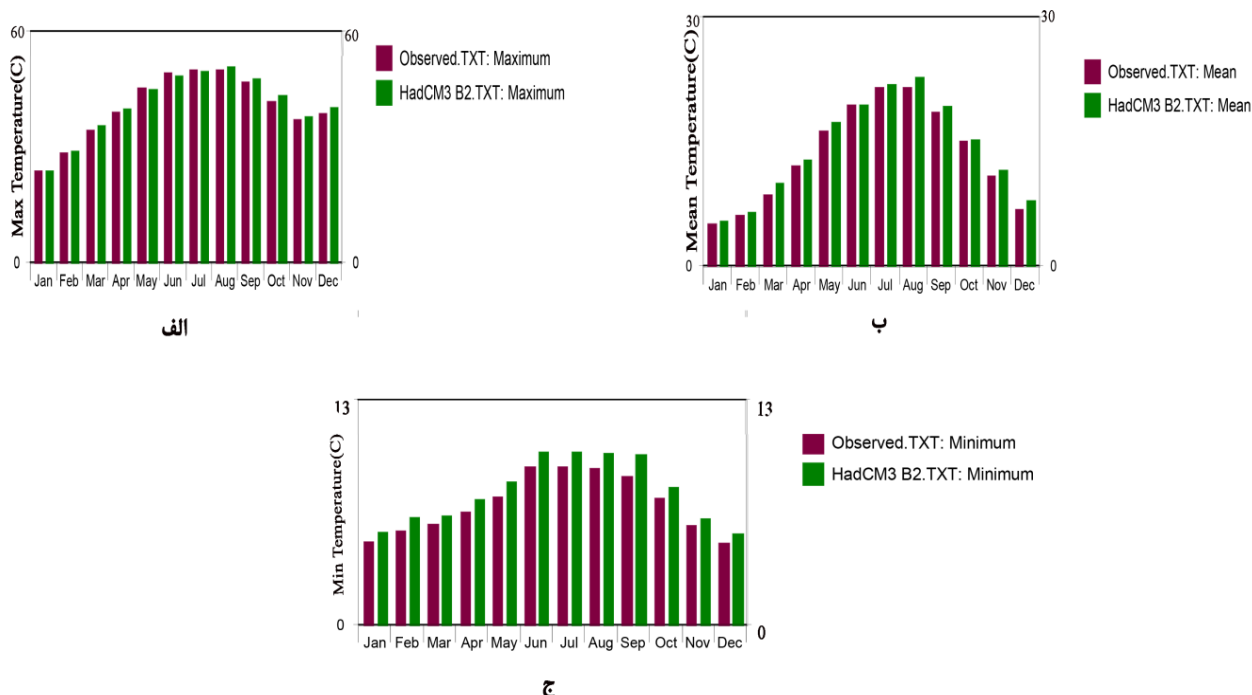 60
60
Max Temperature(C)
0
0
Jan Feb Mar Apr May Jun Jul Aug Sep Oct Nov Dec
Observed.TXT: Maximum
HadCM3 B2.TXT: Maximum
الف
30
30
Mean Temperature(C)
0
0
Jan Feb Mar Apr May Jun Jul Aug Sep Oct Nov Dec
Observed.TXT: Mean
HadCM3 B2.TXT: Mean
ب
13
13
Min Temperature(C)
0
0
Jan Feb Mar Apr May Jun Jul Aug Sep Oct Nov Dec
Observed.TXT: Minimum
HadCM3 B2.TXT: Minimum
ج